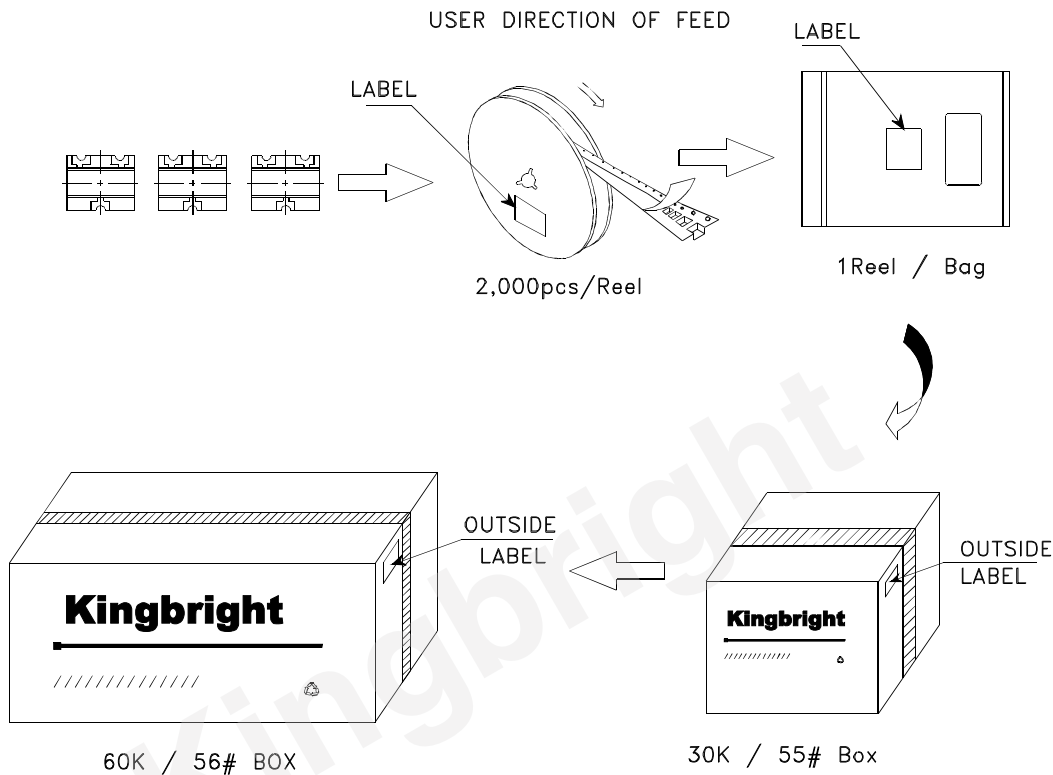 USER DIRECTION OF FEED
LABEL
LABEL
2,000pcs/Reel
1Reel / Bag
OUTSIDE
LABEL
OUTSIDE
LABEL
Kingbright
Kingbright
60K / 56# BOX
30K / 55# Box
Kingbright